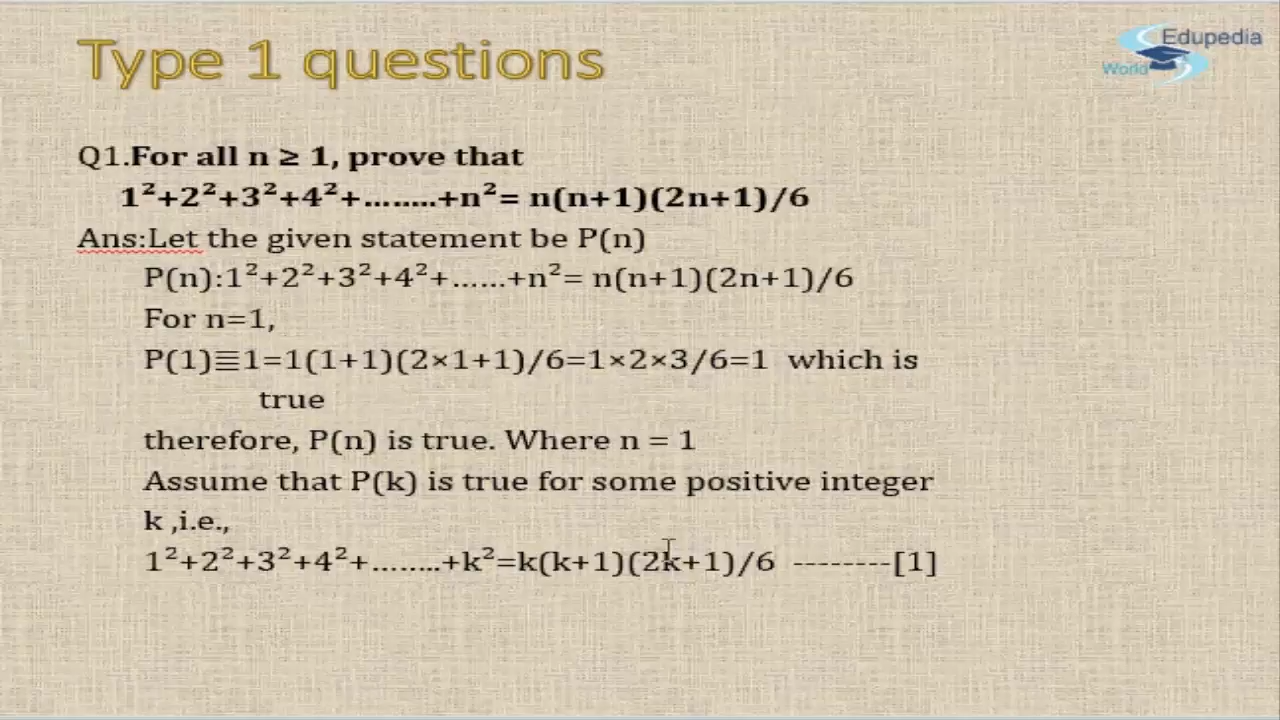 Type 1 questions
Edupedia
World
Q1.For all n ≥ 1, prove that
1²+2²+3²+4²+........+n²= n(n+1)(2n+1)/6
Ans:Let the given statement be P(n)
P(n):1²+2²+3²+4²+......+n²= n(n+1)(2n+1)/6
For n=1,
P(1)≡1=1(1+1)(2×1+1)/6=1×2×3/6=1 which is
true
therefore, P(n) is true. Where n = 1
Assume that P(k) is true for some positive integer
k ,i.e.,
1²+2²+3²+4²+........+k²=k(k+1)(2k+1)/6 --------[1]